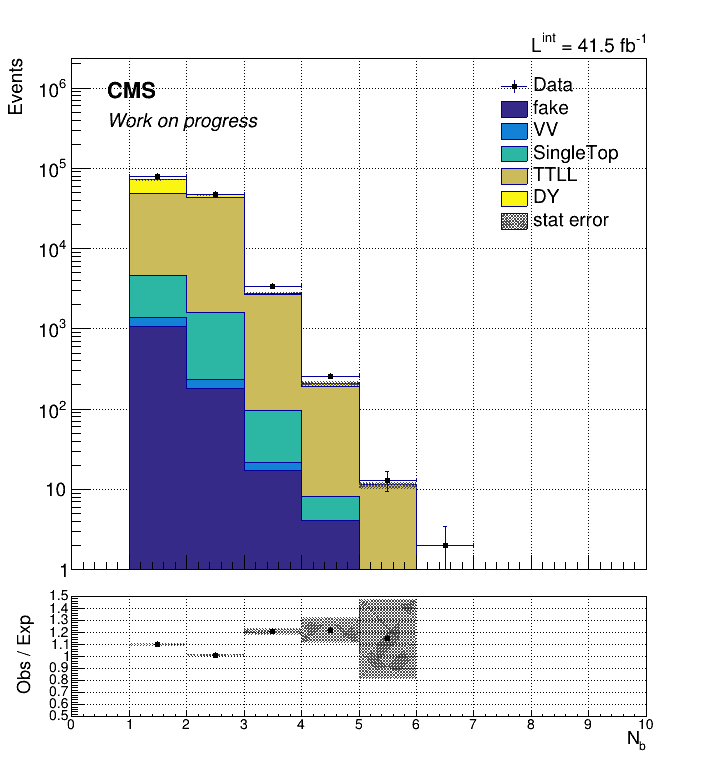 L^int = 41.5 fb^-1
Events
10^6
10^5
10^4
10^3
10^2
10
1
CMS
Work on progress
Data
fake
VV
SingleTop
TTLL
DY
stat error
Obs / Exp
1.5
1.4
1.3
1.2
1.1
1
0.9
0.8
0.7
0.6
0.5
0 1 2 3 4 5 6 7 8 9 10
N_b